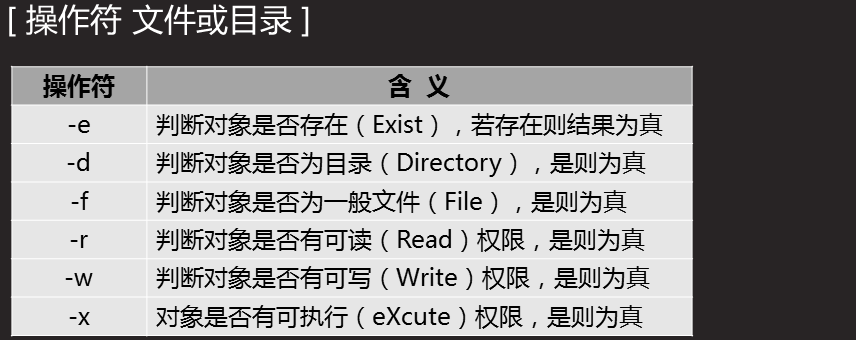 [ 操作符 文件或目录 ]
操作符 含 义
-e 判断对象是否存在（Exist），若存在则结果为真
-d 判断对象是否为目录（Directory），是则为真
-f 判断对象是否为一般文件（File），是则为真
-r 判断对象是否有可读（Read）权限，是则为真
-w 判断对象是否有可写（Write）权限，是则为真
-x 对象是否有可执行（eXcute）权限，是则为真